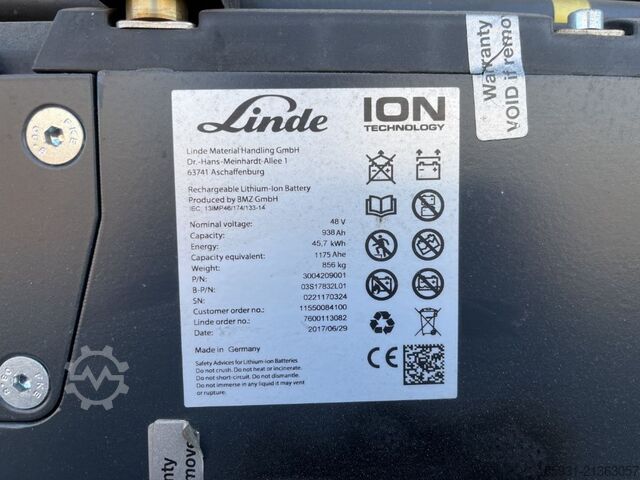 Warranty
VOID if remov
Linde
ION
TECHNOLOGY
Linde Material Handling GmbH
Dr.-Hans-Meinhardt-Allee 1
63741 Aschaffenburg
Rechargeable Lithium-Ion Battery
Produced by BMZ GmbH
IEC: 13IMP46/174/133-14
Nominal voltage: 48 V
Capacity: 938 Ah
Energy: 45,7 kWh
Capacity equivalent: 1175 Ahe
Weight: 856 kg
P/N: 3004209001
B-P/N: 03S17832L01
SN: 0221170324
Customer order no.: 11550084100
Linde order no.: 7600113082
Date: 2017/06/29
Made in Germany
Safety Advices for Lithium-Ion Batteries
Do not crush. Do not heat or incinerate.
Do not short-circuit. Do not dismantle.
Do not immerse in any liquid it may vent
or rupture.
CE
nty
remove